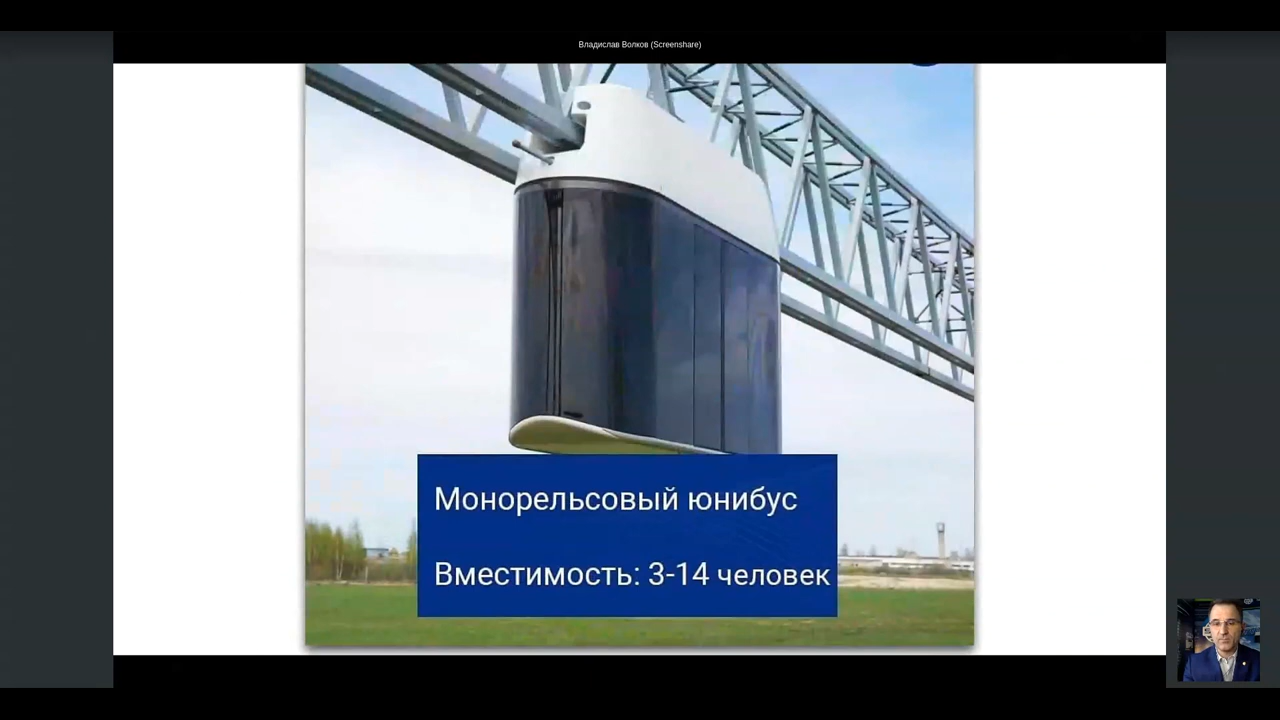 Владислав Волков (Screenshare)
Монорельсовый юнибус
Вместимость: 3-14 человек